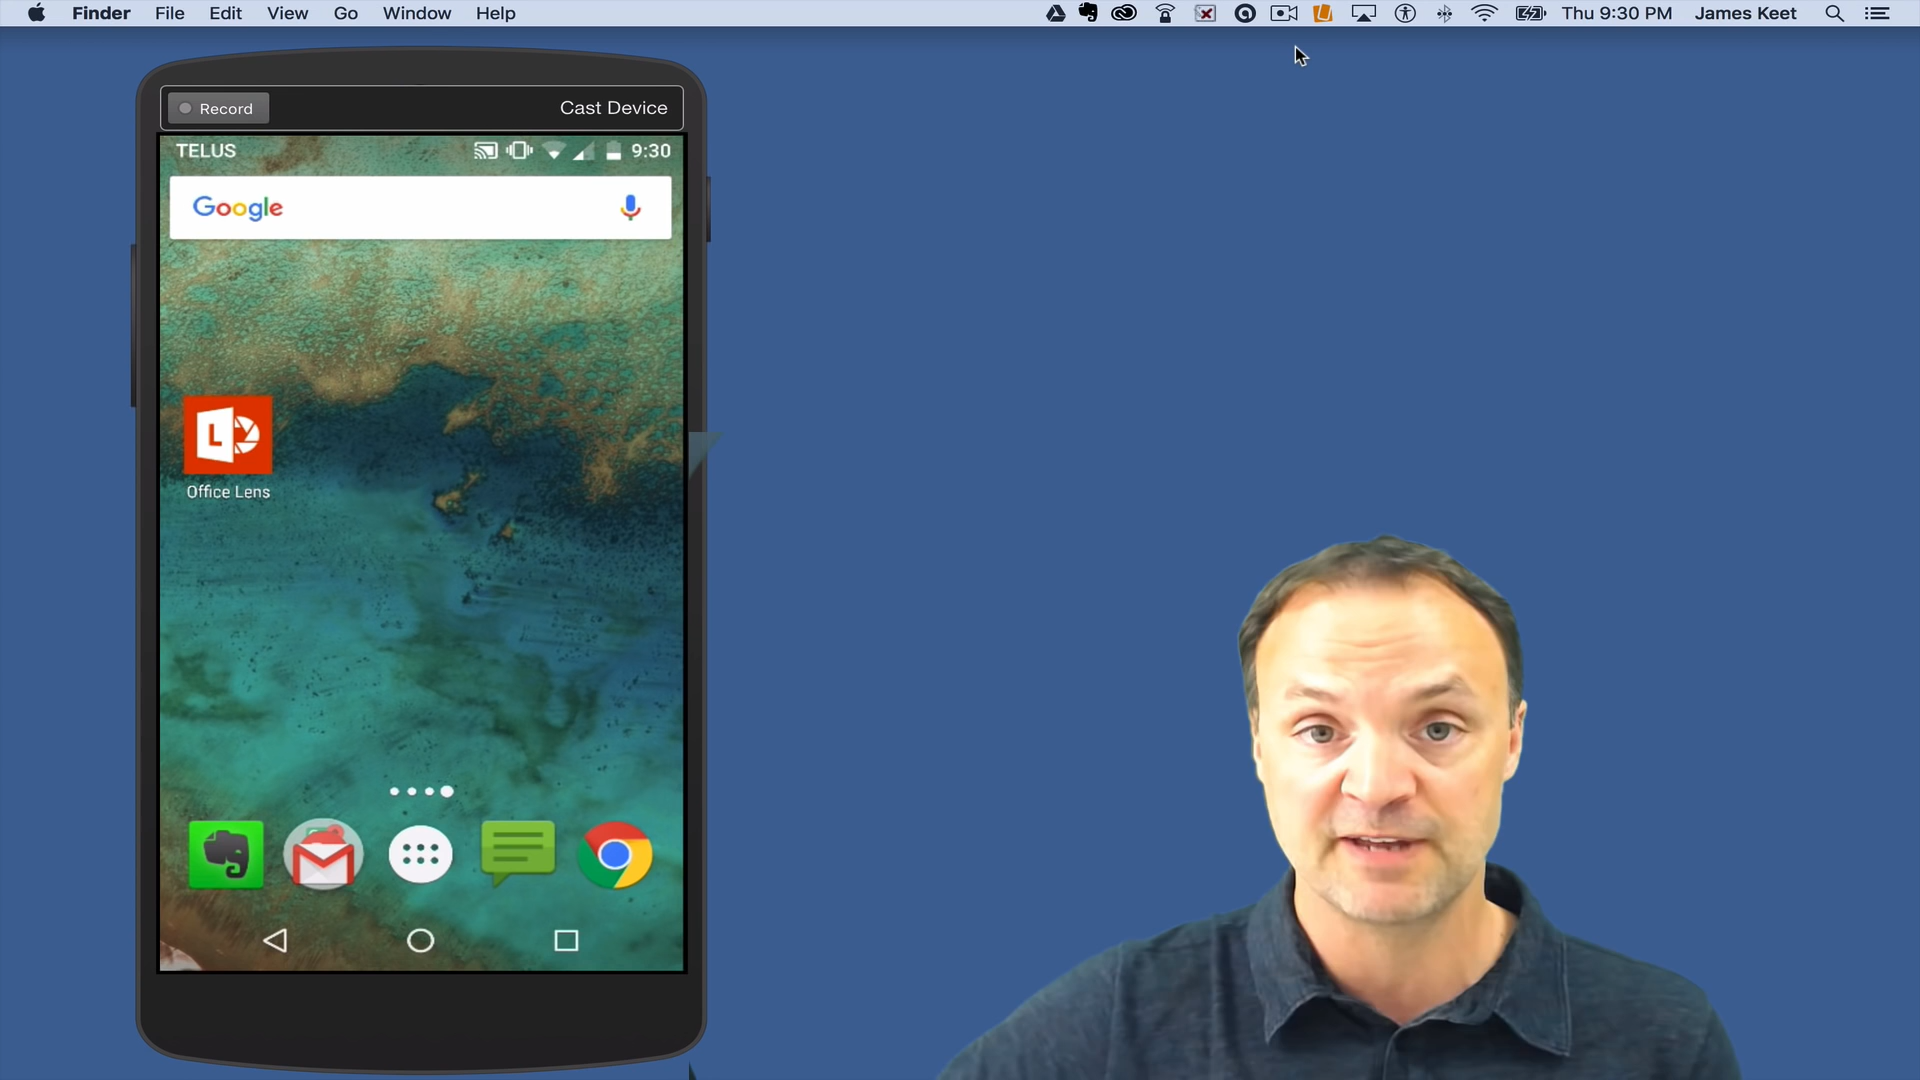 Finder File Edit View Go Window Help Thu 9:30 PM James Keet
Record Cast Device
TELUS 9:30
Google
L
Office Lens